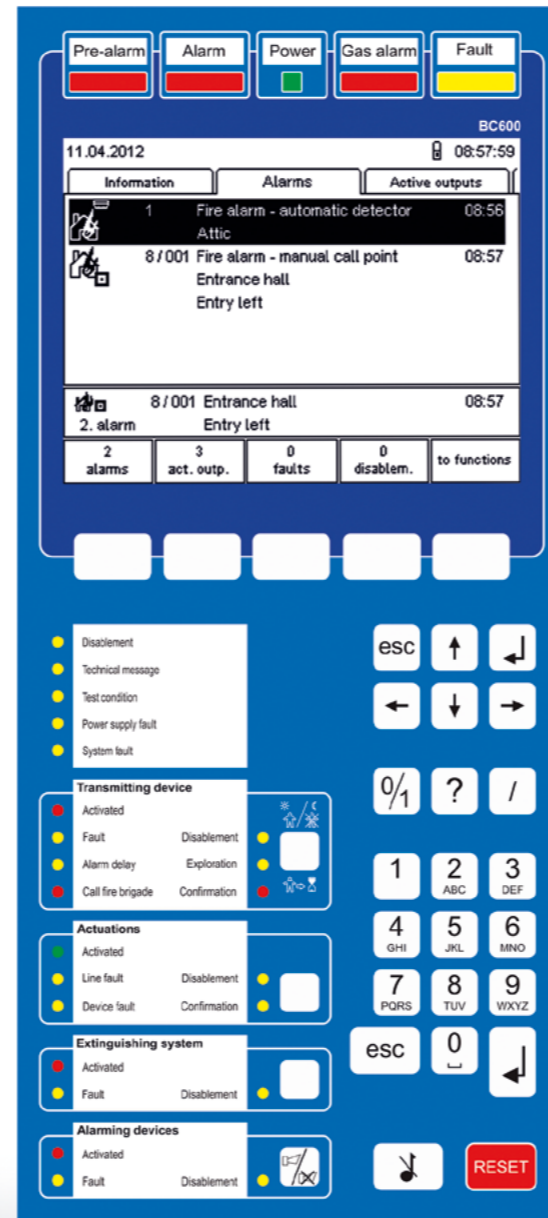 Pre-alarm Alarm Power Gas alarm Fault
BC600
11.04.2012 08:57:59
Information Alarms Active outputs
1 Fire alarm - automatic detector 08:56
Attic
8/001 Fire alarm - manual call point 08:57
Entrance hall
Entry left
8/001 Entrance hall 08:57
2. alarm Entry left
2 3 0 0
alarms act. outp. faults disablem. to functions
Disablement
Technical message
Test condition
Power supply fault
System fault
esc
0/1 ? /
1 2 3
ABC DEF
4 5 6
GHI JKL MNO
7 8 9
PQRS TUV WXYZ
esc 0
RESET
Transmitting device
Activated
Fault Disablement
Alarm delay Exploration
Call fire brigade Confirmation
Actuations
Activated
Line fault Disablement
Device fault Confirmation
Extinguishing system
Activated
Fault Disablement
Alarming devices
Activated
Fault Disablement